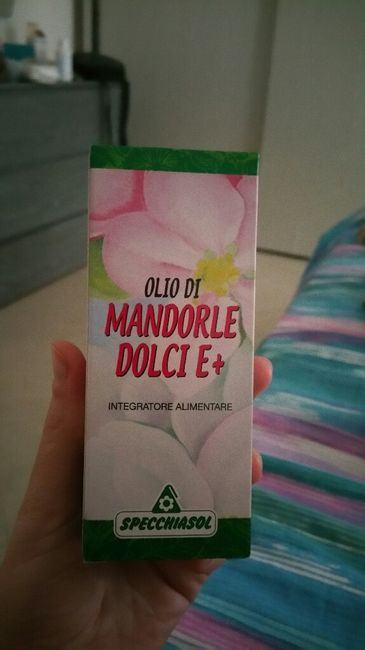 OLIO DI
MANDORLE
DOLCI E+
INTEGRATORE ALIMENTARE
SPECCHIASOL